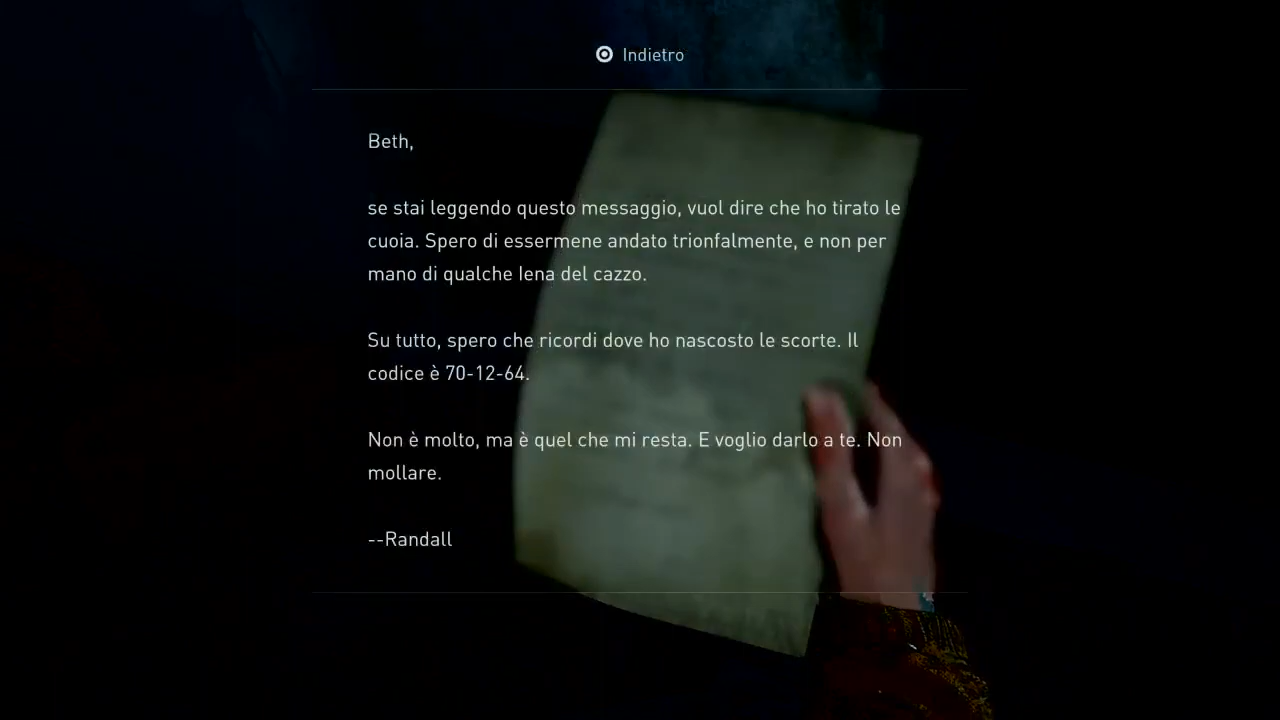 Indietro
Beth,
se stai leggendo questo messaggio, vuol dire che ho tirato le
cuoia. Spero di essermene andato trionfalmente, e non per
mano di qualche Iena del cazzo.
Su tutto, spero che ricordi dove ho nascosto le scorte. Il
codice è 70-12-64.
Non è molto, ma è quel che mi resta. E voglio darlo a te. Non
mollare.
--Randall